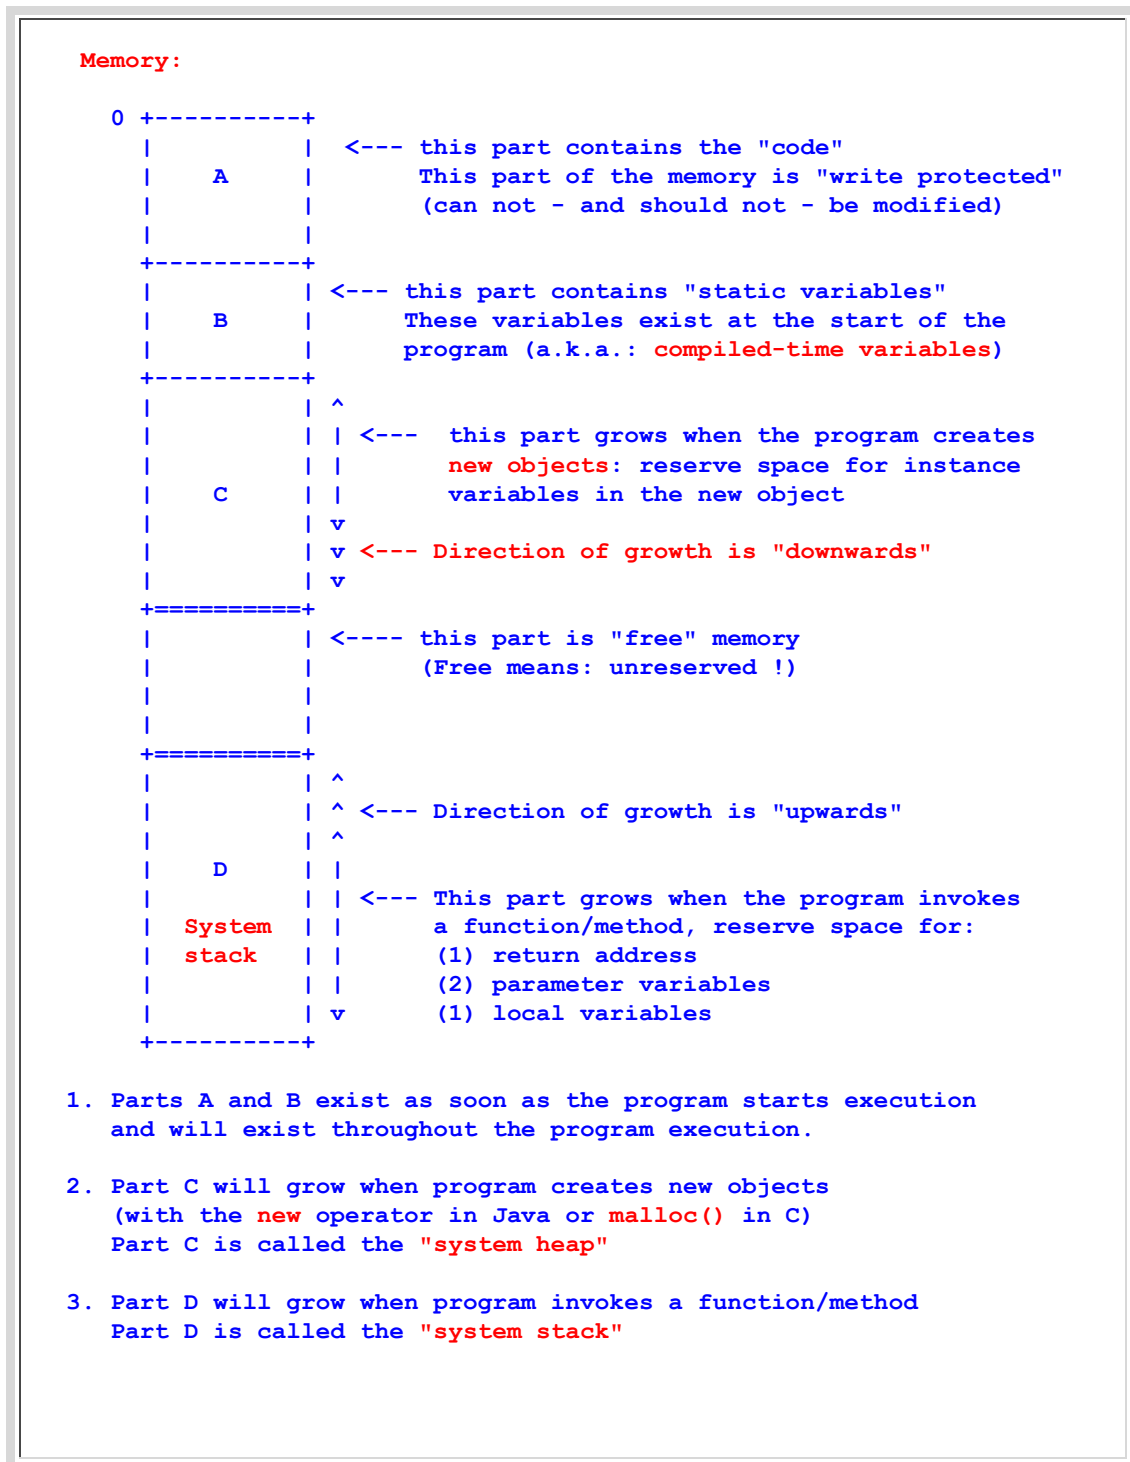 Memory:
0 +----------+
|          |  <--- this part contains the "code"
|    A     |       This part of the memory is "write protected"
|          |       (can not - and should not - be modified)
|          |
+----------+
|          | <--- this part contains "static variables"
|    B     |      These variables exist at the start of the
|          |      program (a.k.a.: compiled-time variables)
+----------+
|          | ^
|          | | <---  this part grows when the program creates
|          | |       new objects: reserve space for instance
|    C     | |       variables in the new object
|          | v
|          | v <--- Direction of growth is "downwards"
|          | v
+==========+
|          | <---- this part is "free" memory
|          |       (Free means: unreserved !)
|          |
|          |
+==========+
|          | ^
|          | ^ <--- Direction of growth is "upwards"
|          | ^
|    D     | |
|          | | <--- This part grows when the program invokes
|  System  | |      a function/method, reserve space for:
|  stack   | |      (1) return address
|          | |      (2) parameter variables
|          | v      (1) local variables
+----------+
1. Parts A and B exist as soon as the program starts execution
and will exist throughout the program execution.
2. Part C will grow when program creates new objects
(with the new operator in Java or malloc() in C)
Part C is called the "system heap"
3. Part D will grow when program invokes a function/method
Part D is called the "system stack"